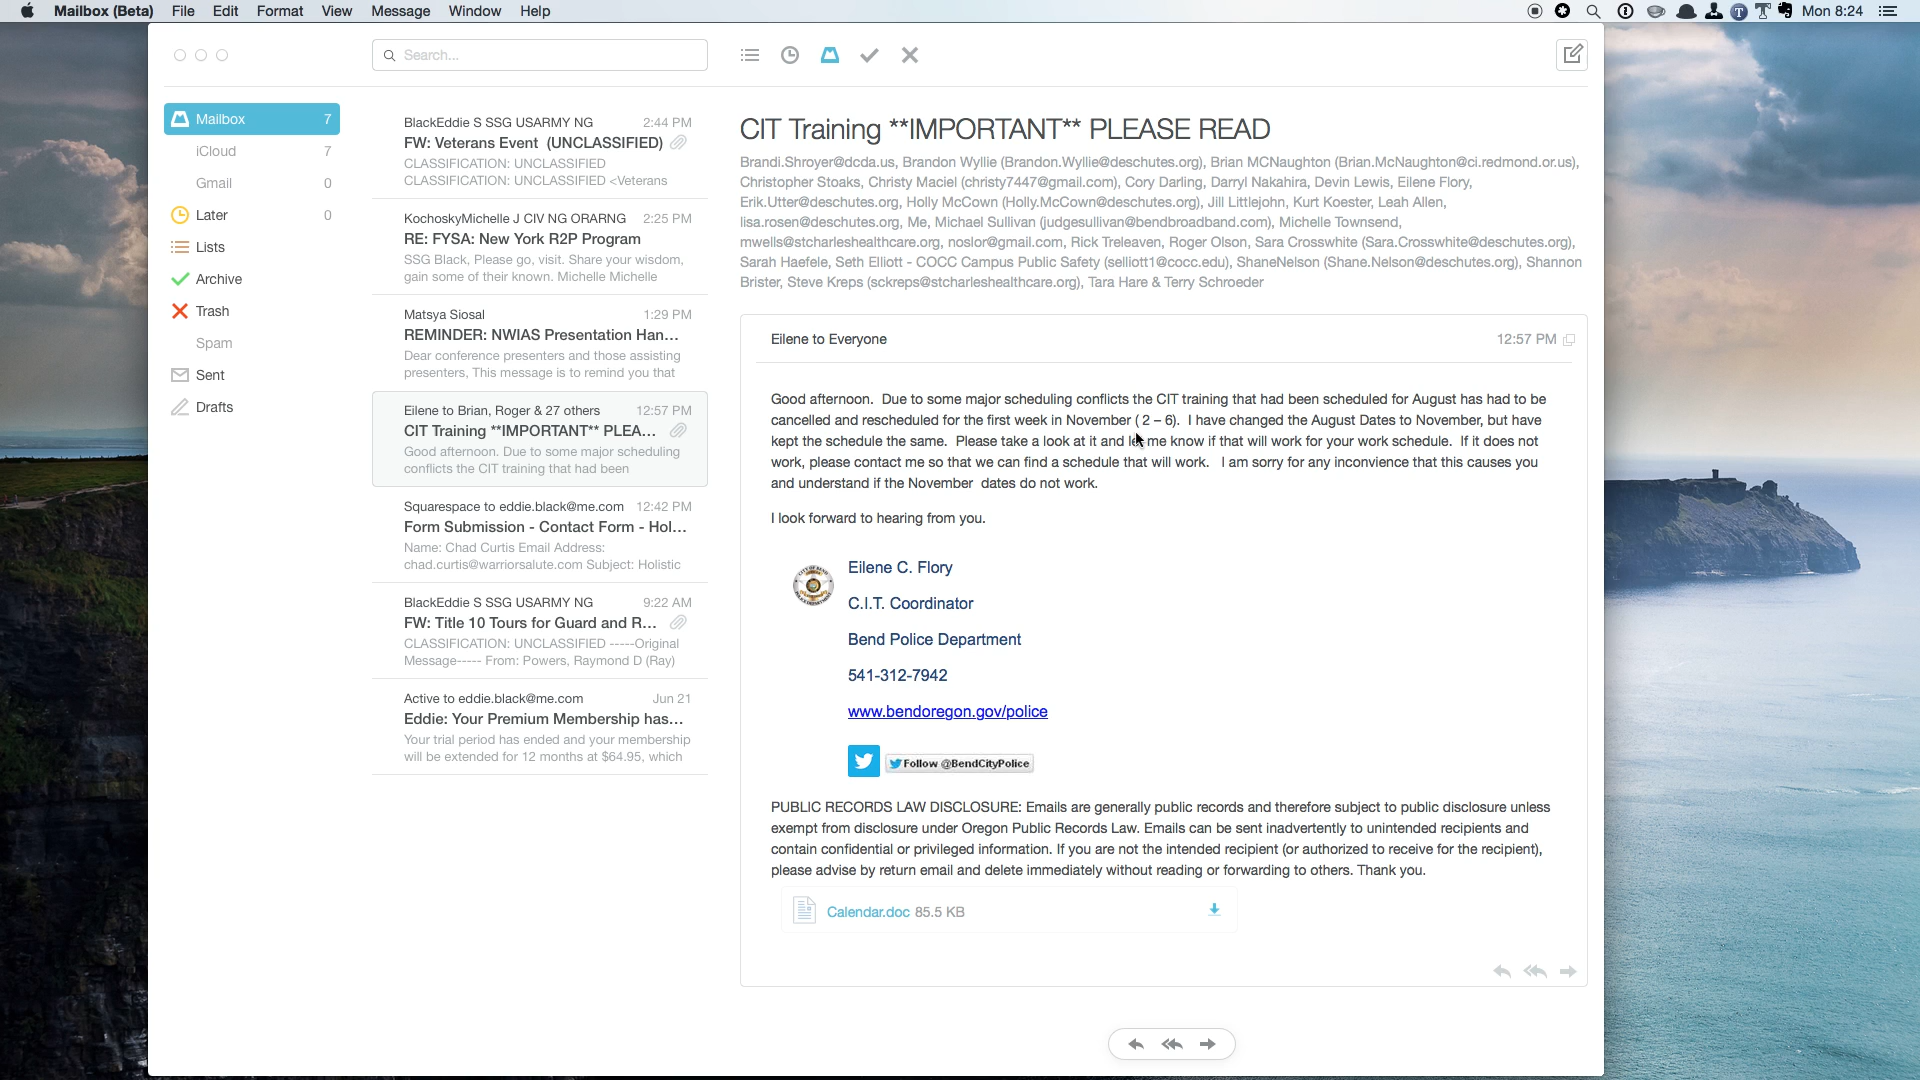 Mailbox (Beta) File Edit Format View Message Window Help
Mon 8:24
Search...
Mailbox 7
iCloud 7
Gmail 0
Later 0
Lists
Archive
Trash
Spam
Sent
Drafts
BlackEddie S SSG USARMY NG 2:44 PM
FW: Veterans Event (UNCLASSIFIED)
CLASSIFICATION: UNCLASSIFIED
CLASSIFICATION: UNCLASSIFIED <Veterans
KochoskyMichelle J CIV NG ORARNG 2:25 PM
RE: FYSA: New York R2P Program
SSG Black, Please go, visit. Share your wisdom,
gain some of their known. Michelle Michelle
Matsya Siosal 1:29 PM
REMINDER: NWIAS Presentation Han...
Dear conference presenters and those assisting
presenters, This message is to remind you that
Eilene to Brian, Roger & 27 others 12:57 PM
CIT Training **IMPORTANT** PLEA...
Good afternoon. Due to some major scheduling
conflicts the CIT training that had been
Squarespace to eddie.black@me.com 12:42 PM
Form Submission - Contact Form - Hol...
Name: Chad Curtis Email Address:
chad.curtis@warriorsalute.com Subject: Holistic
BlackEddie S SSG USARMY NG 9:22 AM
FW: Title 10 Tours for Guard and R...
CLASSIFICATION: UNCLASSIFIED -----Original
Message----- From: Powers, Raymond D (Ray)
Active to eddie.black@me.com Jun 21
Eddie: Your Premium Membership has...
Your trial period has ended and your membership
will be extended for 12 months at $64.95, which
CIT Training **IMPORTANT** PLEASE READ
Brandi.Shroyer@dcda.us, Brandon Wyllie (Brandon.Wyllie@deschutes.org), Brian MCNaughton (Brian.McNaughton@ci.redmond.or.us),
Christopher Stoaks, Christy Maciel (christy7447@gmail.com), Cory Darling, Darryl Nakahira, Devin Lewis, Eilene Flory,
Erik.Utter@deschutes.org, Holly McCown (Holly.McCown@deschutes.org), Jill Littlejohn, Kurt Koester, Leah Allen,
lisa.rosen@deschutes.org, Me, Michael Sullivan (judgesullivan@bendbroadband.com), Michelle Townsend,
mwells@stcharleshealthcare.org, noslor@gmail.com, Rick Treleaven, Roger Olson, Sara Crosswhite (Sara.Crosswhite@deschutes.org),
Sarah Haefele, Seth Elliott - COCC Campus Public Safety (selliott1@cocc.edu), ShaneNelson (Shane.Nelson@deschutes.org), Shannon
Brister, Steve Kreps (sckreps@stcharleshealthcare.org), Tara Hare & Terry Schroeder
Eilene to Everyone 12:57 PM
Good afternoon. Due to some major scheduling conflicts the CIT training that had been scheduled for August has had to be
cancelled and rescheduled for the first week in November ( 2 – 6). I have changed the August Dates to November, but have
kept the schedule the same. Please take a look at it and let me know if that will work for your work schedule. If it does not
work, please contact me so that we can find a schedule that will work. I am sorry for any inconvience that this causes you
and understand if the November dates do not work.
I look forward to hearing from you.
Eilene C. Flory
C.I.T. Coordinator
Bend Police Department
541-312-7942
www.bendoregon.gov/police
Follow @BendCityPolice
PUBLIC RECORDS LAW DISCLOSURE: Emails are generally public records and therefore subject to public disclosure unless
exempt from disclosure under Oregon Public Records Law. Emails can be sent inadvertently to unintended recipients and
contain confidential or privileged information. If you are not the intended recipient (or authorized to receive for the recipient),
please advise by return email and delete immediately without reading or forwarding to others. Thank you.
Calendar.doc 85.5 KB